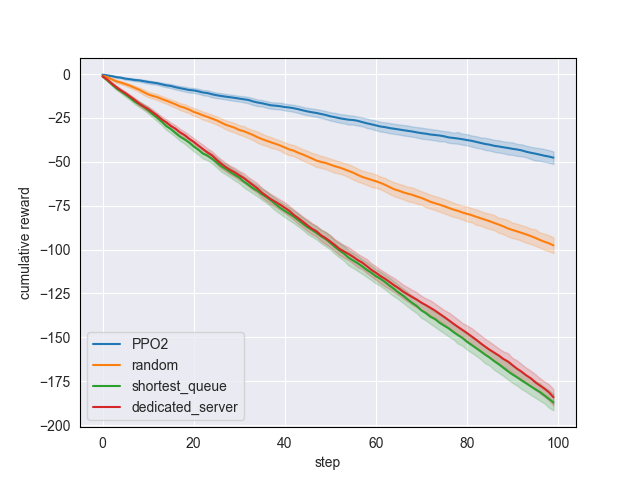 0
−25
−50
−75
−100
−125
−150
−175
−200
cumulative reward
PPO2
random
shortest_queue
dedicated_server
0 20 40 60 80 100
step